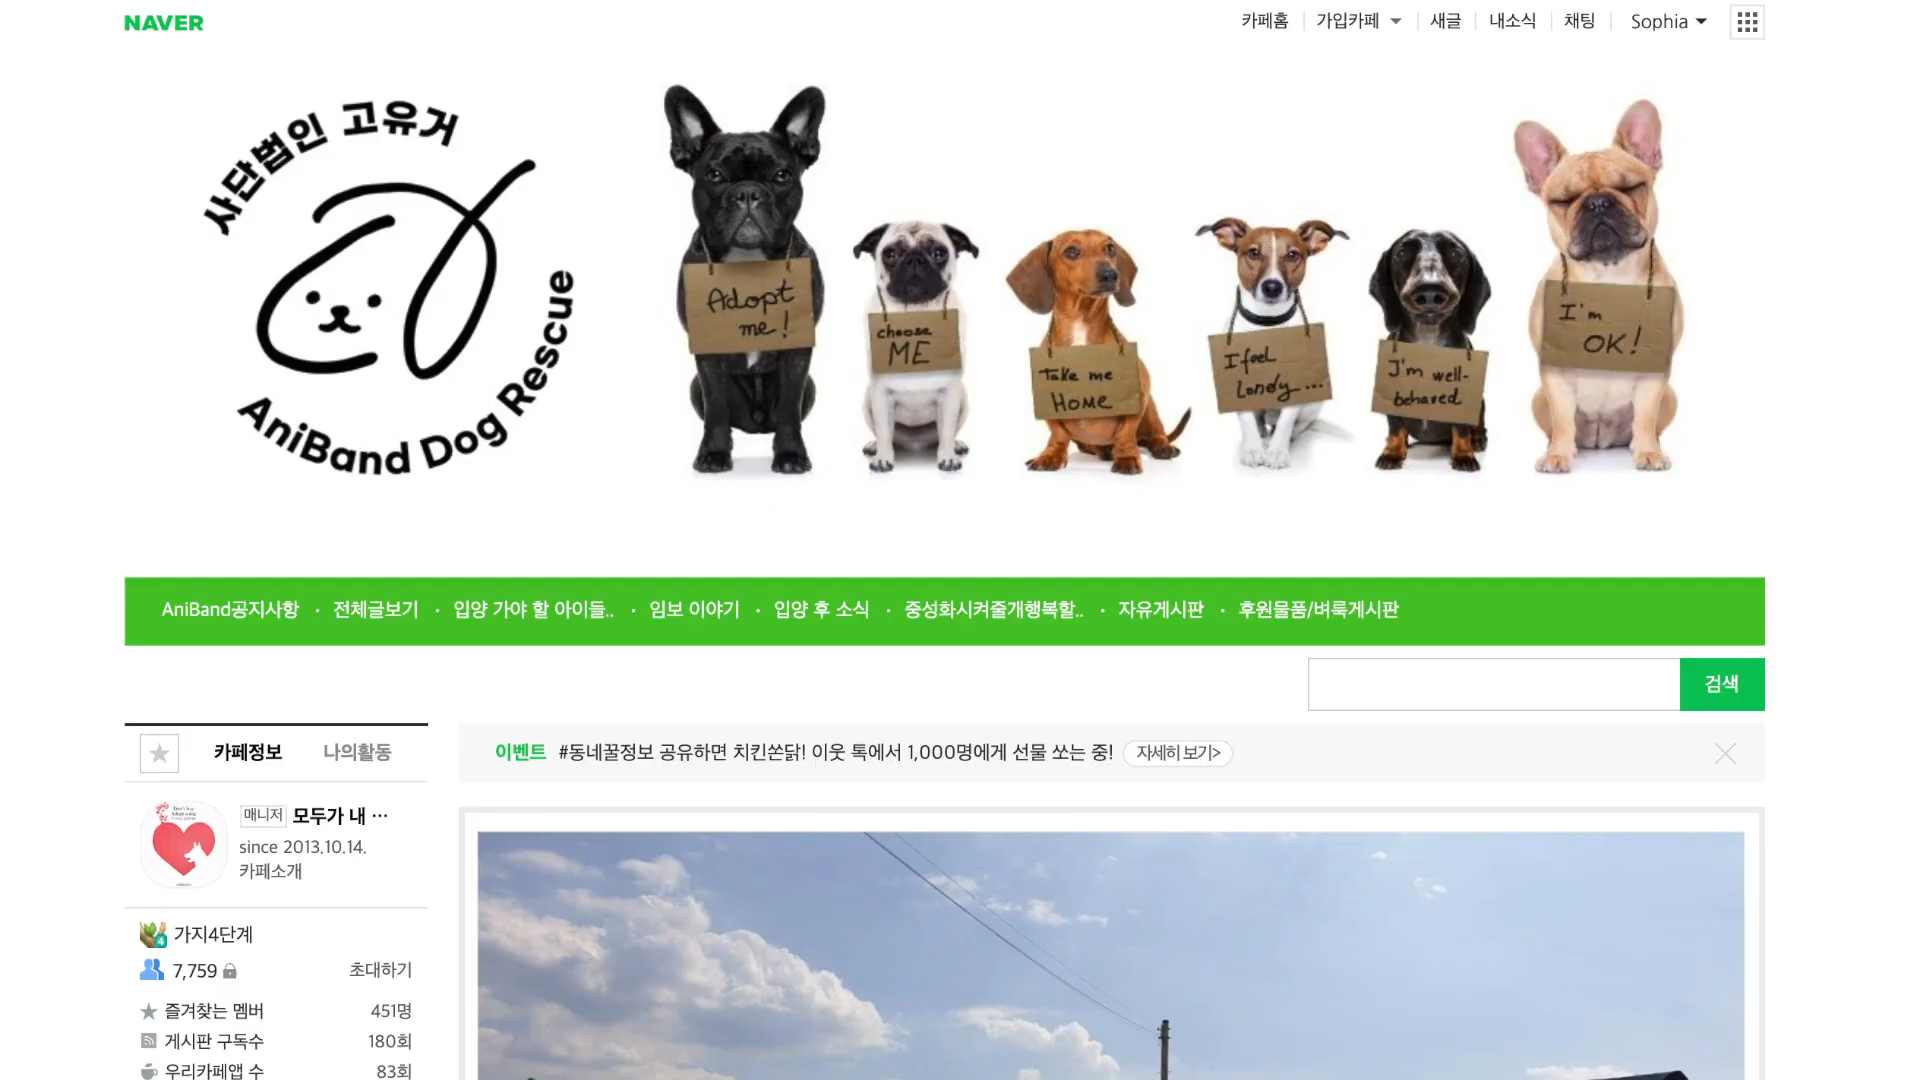 NAVER
카페홈 가입카페 새글 내소식 채팅 Sophia
사단법인 고유거
AniBand Dog Rescue
Adopt me!
choose ME
Take me HOME
I feel Lonely...
I'm well-behaved
I'm OK!
AniBand공지사항 · 전체글보기 · 입양 가야 할 아이들.. · 임보 이야기 · 입양 후 소식 · 중성화시켜줄개행복할.. · 자유게시판 · 후원물품/벼룩게시판
검색
카페정보 나의활동
이벤트 #동네꿀정보 공유하면 치킨쏜닭! 이웃 톡에서 1,000명에게 선물 쏘는 중! 자세히 보기>
매니저 모두가 내 ···
since 2013.10.14.
카페소개
가지4단계
7,759 초대하기
즐겨찾는 멤버 451명
게시판 구독수 180회
우리카페앱 수 83회